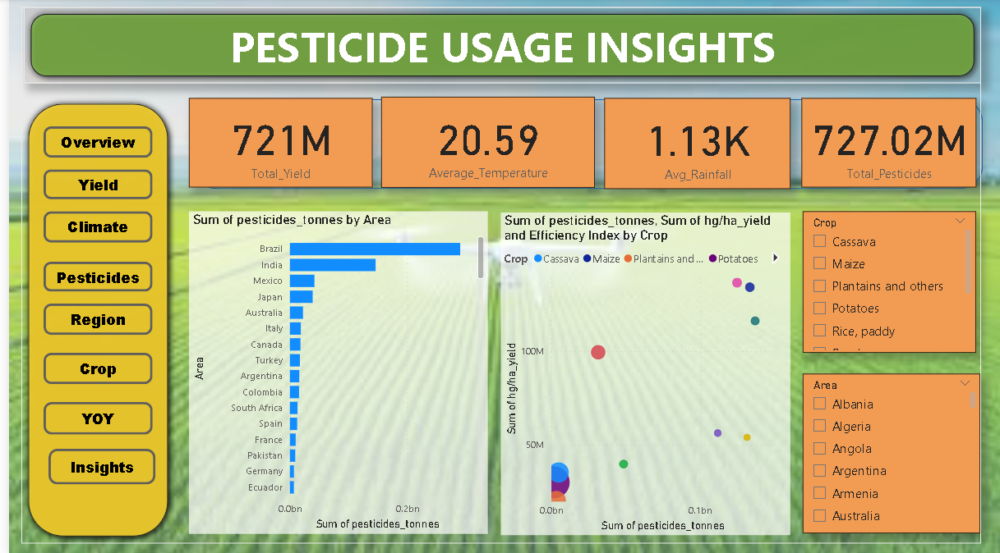 PESTICIDE USAGE INSIGHTS
Overview
Yield
Climate
Pesticides
Region
Crop
YOY
Insights
721M
Total_Yield
20.59
Average_Temperature
1.13K
Avg_Rainfall
727.02M
Total_Pesticides
Sum of pesticides_tonnes by Area
Area
Brazil
India
Mexico
Japan
Australia
Italy
Canada
Turkey
Argentina
Colombia
South Africa
Spain
France
Pakistan
Germany
Ecuador
0.0bn 0.2bn
Sum of pesticides_tonnes
Sum of pesticides_tonnes, Sum of hg/ha_yield
and Efficiency Index by Crop
Crop Cassava Maize Plantains and ... Potatoes
Sum of hg/ha_yield
100M
50M
0.0bn 0.1bn
Sum of pesticides_tonnes
Crop
Cassava
Maize
Plantains and others
Potatoes
Rice, paddy
Area
Albania
Algeria
Angola
Argentina
Armenia
Australia